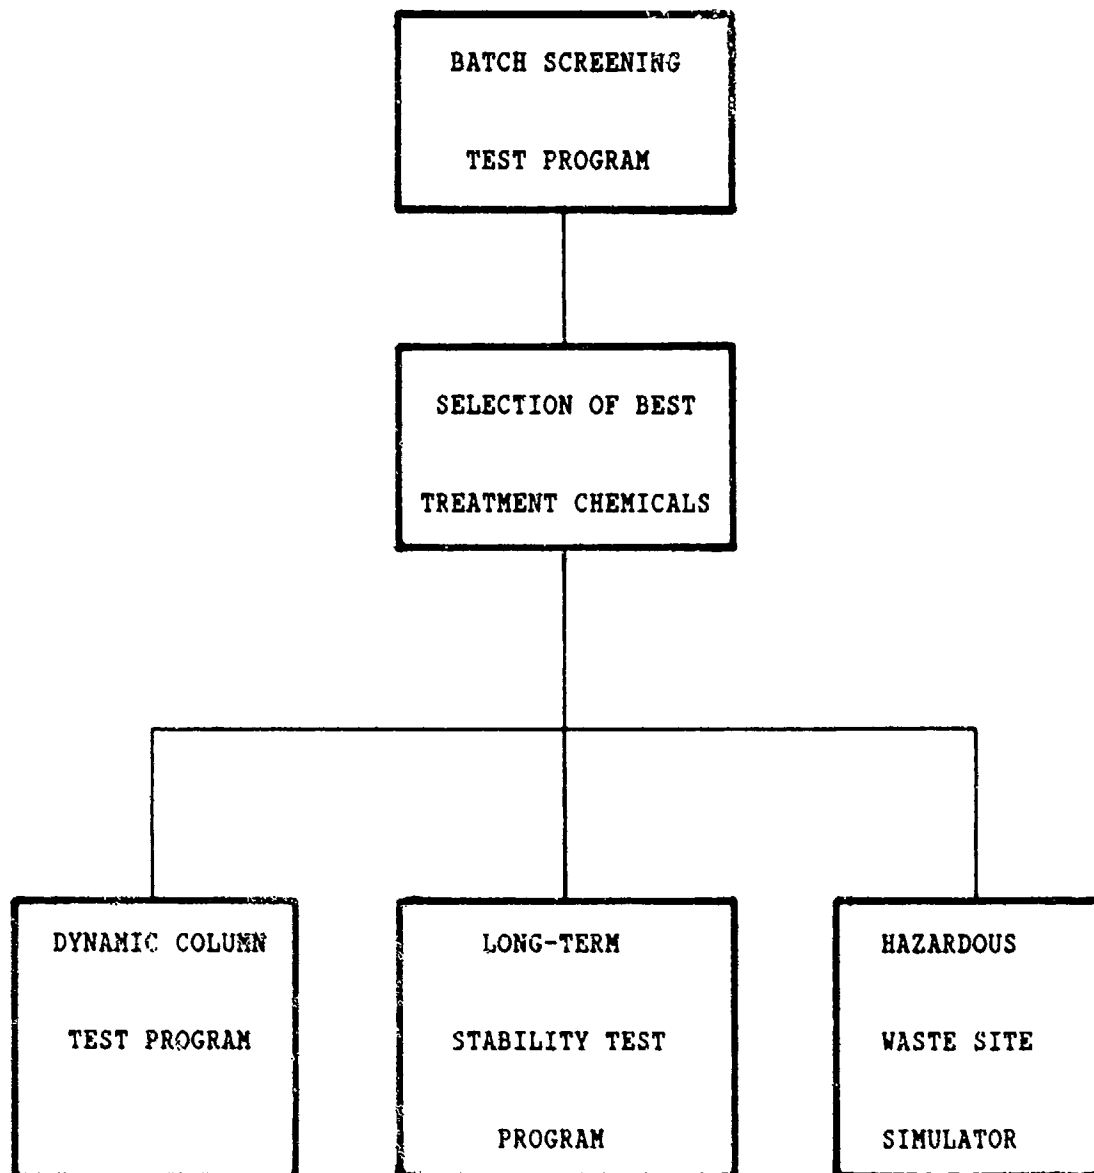 BATCH SCREENING
TEST PROGRAM
SELECTION OF BEST
TREATMENT CHEMICALS
DYNAMIC COLUMN
TEST PROGRAM
LONG-TERM
STABILITY TEST
PROGRAM
HAZARDOUS
WASTE SITE
SIMULATOR